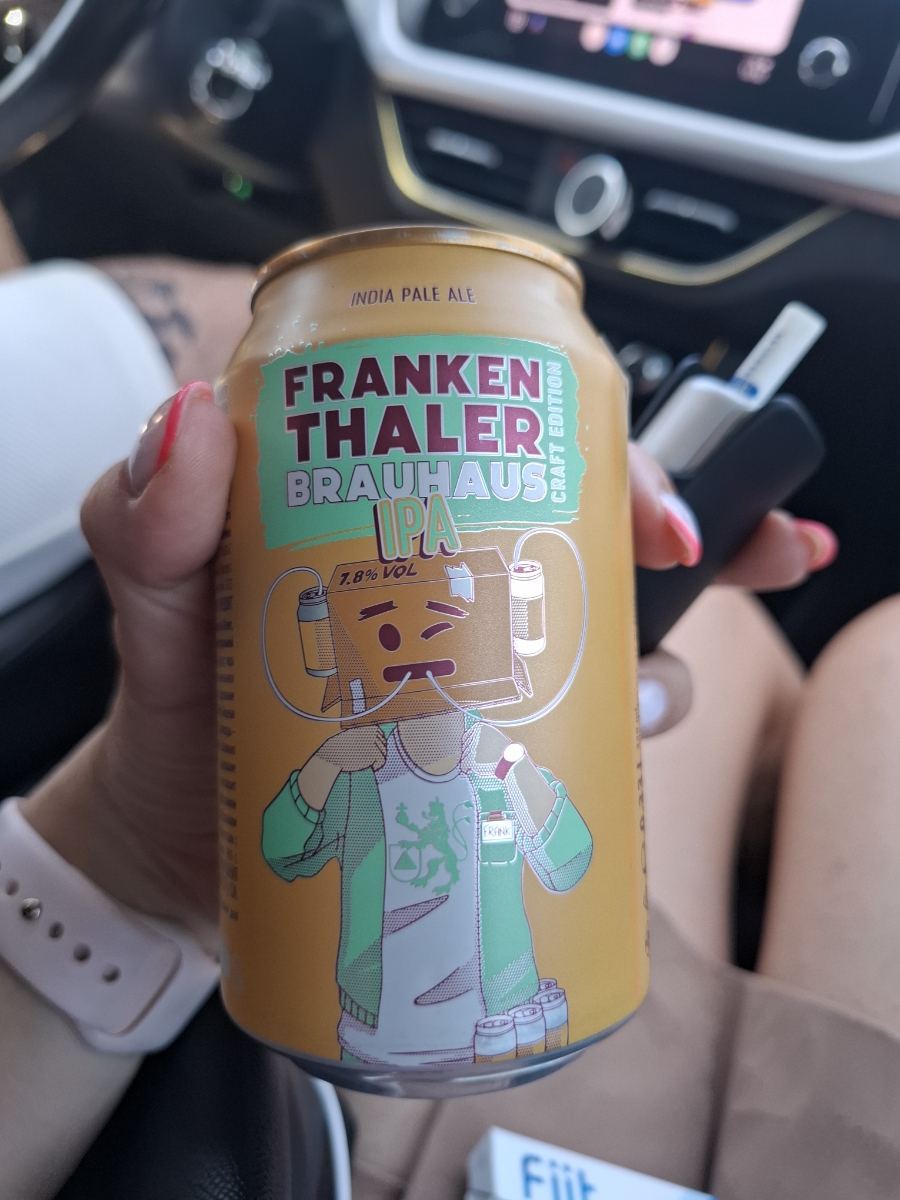 INDIA PALE ALE
FRANKEN
THALER
BRAUHAUS
CRAFT EDITION
IPA
7.8% VOL
FRANK
Fiit